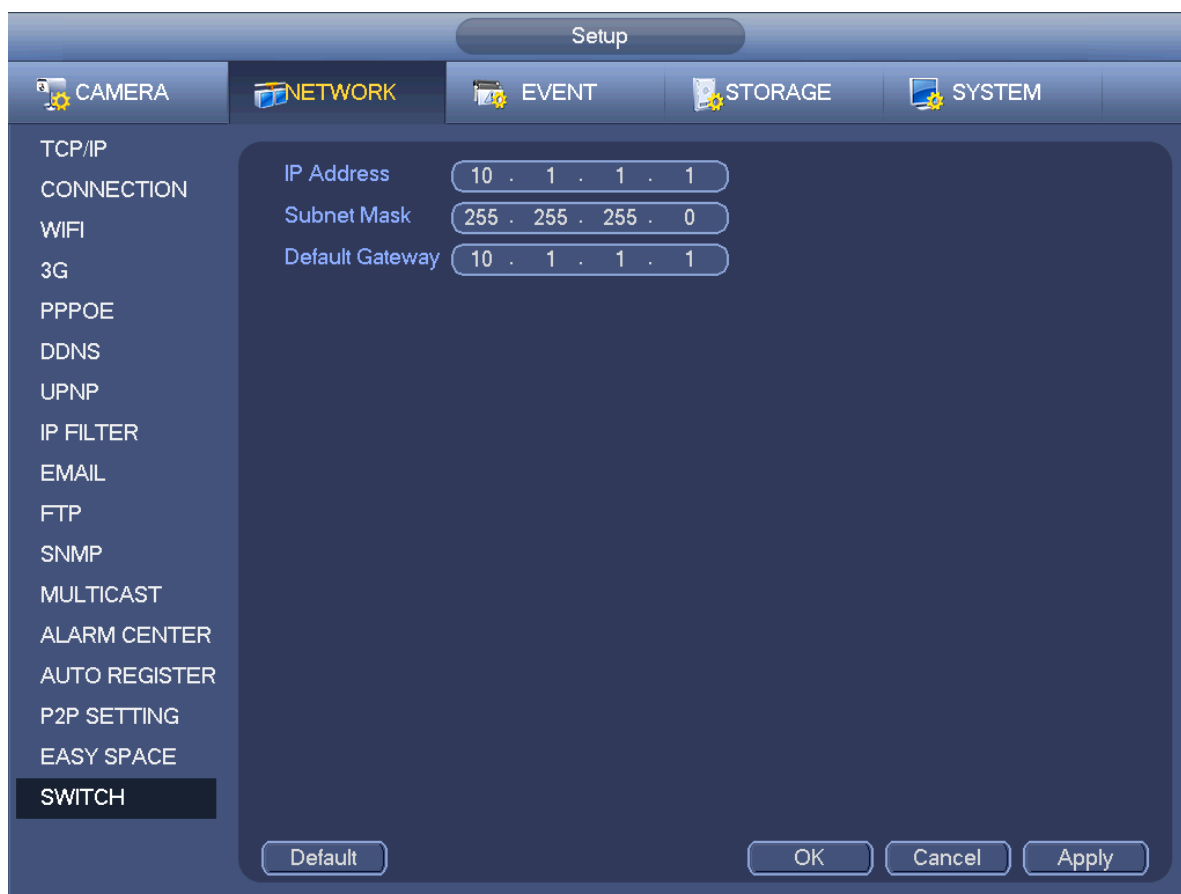 Setup
CAMERA NETWORK EVENT STORAGE SYSTEM
TCP/IP
CONNECTION
WIFI
3G
PPPOE
DDNS
UPNP
IP FILTER
EMAIL
FTP
SNMP
MULTICAST
ALARM CENTER
AUTO REGISTER
P2P SETTING
EASY SPACE
SWITCH
IP Address 10 . 1 . 1 . 1
Subnet Mask 255 . 255 . 255 . 0
Default Gateway 10 . 1 . 1 . 1
Default OK Cancel Apply